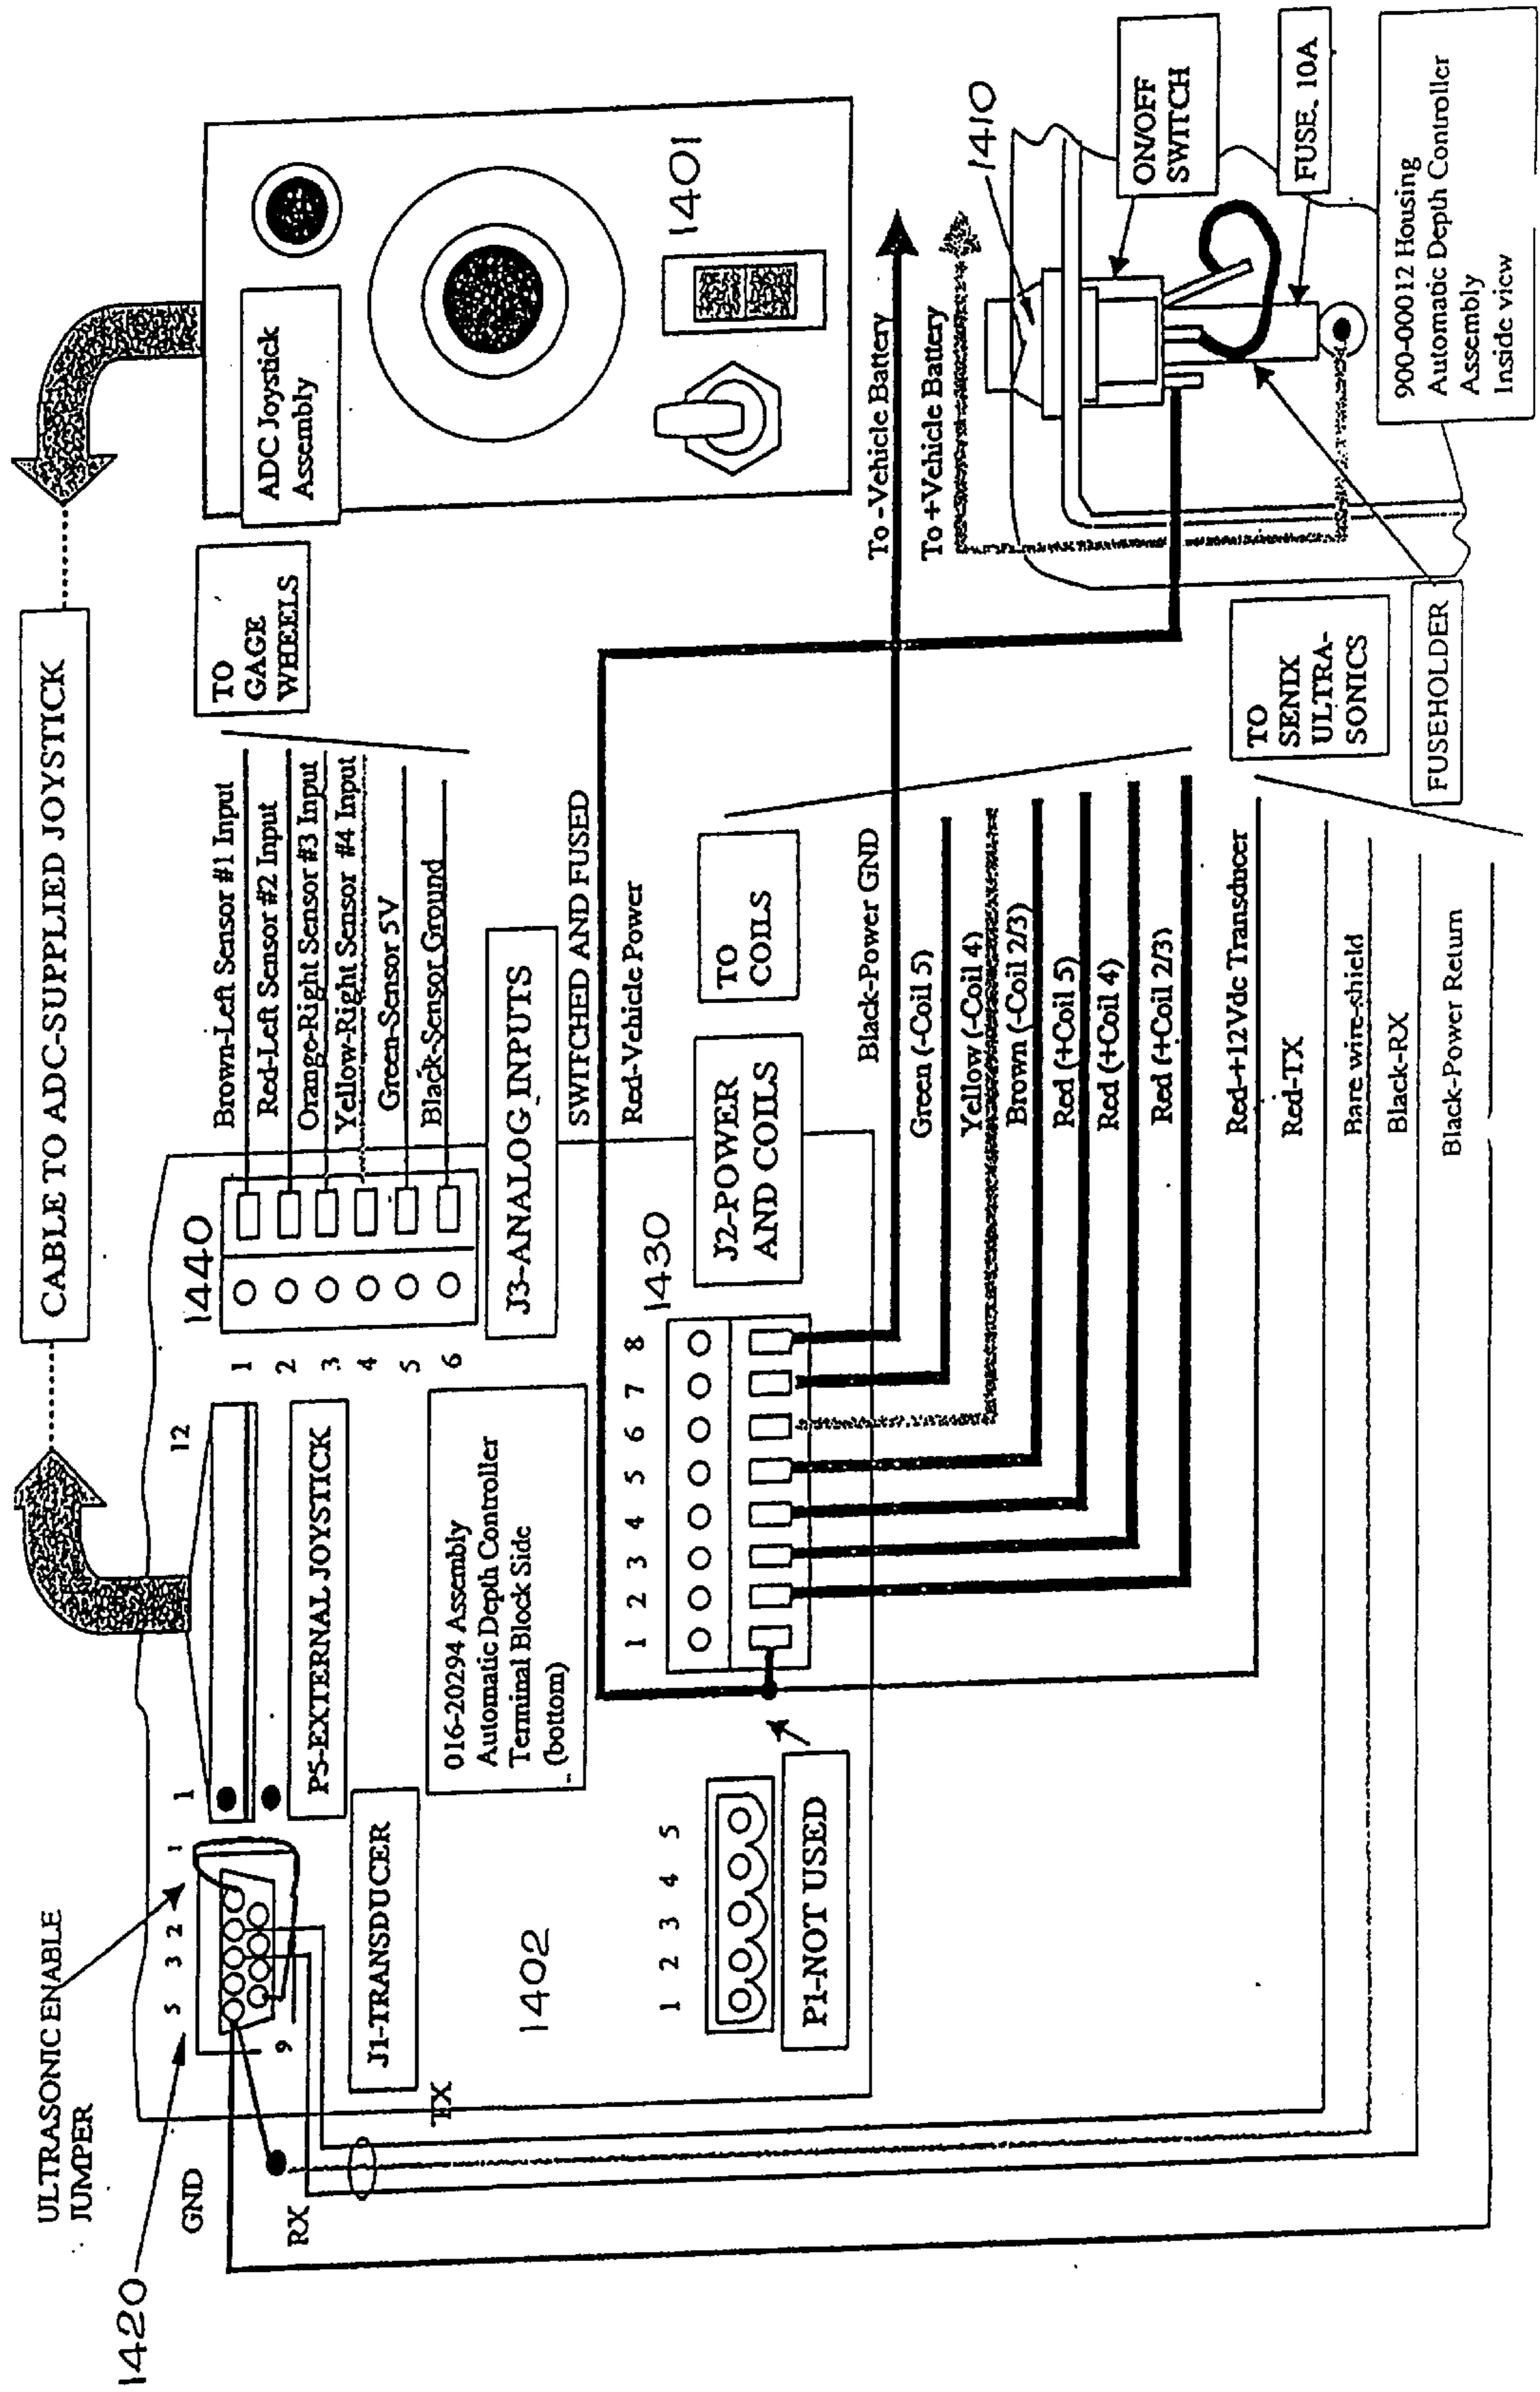 CABLE TO ADC-SUPPLIED JOYSTICK
ULTRASONIC ENABLE
JUMPER
1420
GND
RX
TX
5 3 2 1
9
J1-TRANSDUCER
1 12
P5-EXTERNAL JOYSTICK
1440
1
2
3
4
5
6
J3-ANALOG INPUTS
Brown-Left Sensor #1 Input
Red-Left Sensor #2 Input
Orange-Right Sensor #3 Input
Yellow-Right Sensor #4 Input
Green-Sensor 5V
Black-Sensor Ground
TO
GAGE
WHEELS
ADC Joystick
Assembly
1401
016-20294 Assembly
Automatic Depth Controller
Terminal Block Side
(bottom)
1402
1 2 3 4 5
P1-NOT USED
1430
1 2 3 4 5 6 7 8
J2-POWER
AND COILS
SWITCHED AND FUSED
Red-Vehicle Power
TO
COILS
Black-Power GND
Green (-Coil 5)
Yellow (-Coil 4)
Brown (-Coil 2/3)
Red (+Coil 5)
Red (+Coil 4)
Red (+Coil 2/3)
To -Vehicle Battery
To +Vehicle Battery
1410
ON/OFF
SWITCH
FUSE. 10A
900-00012 Housing
Automatic Depth Controller
Assembly
Inside view
FUSEHOLDER
TO
SENIX
ULTRA-
SONICS
Red-+12Vdc Transducer
Red-TX
Bare wire-shield
Black-RX
Black-Power Return